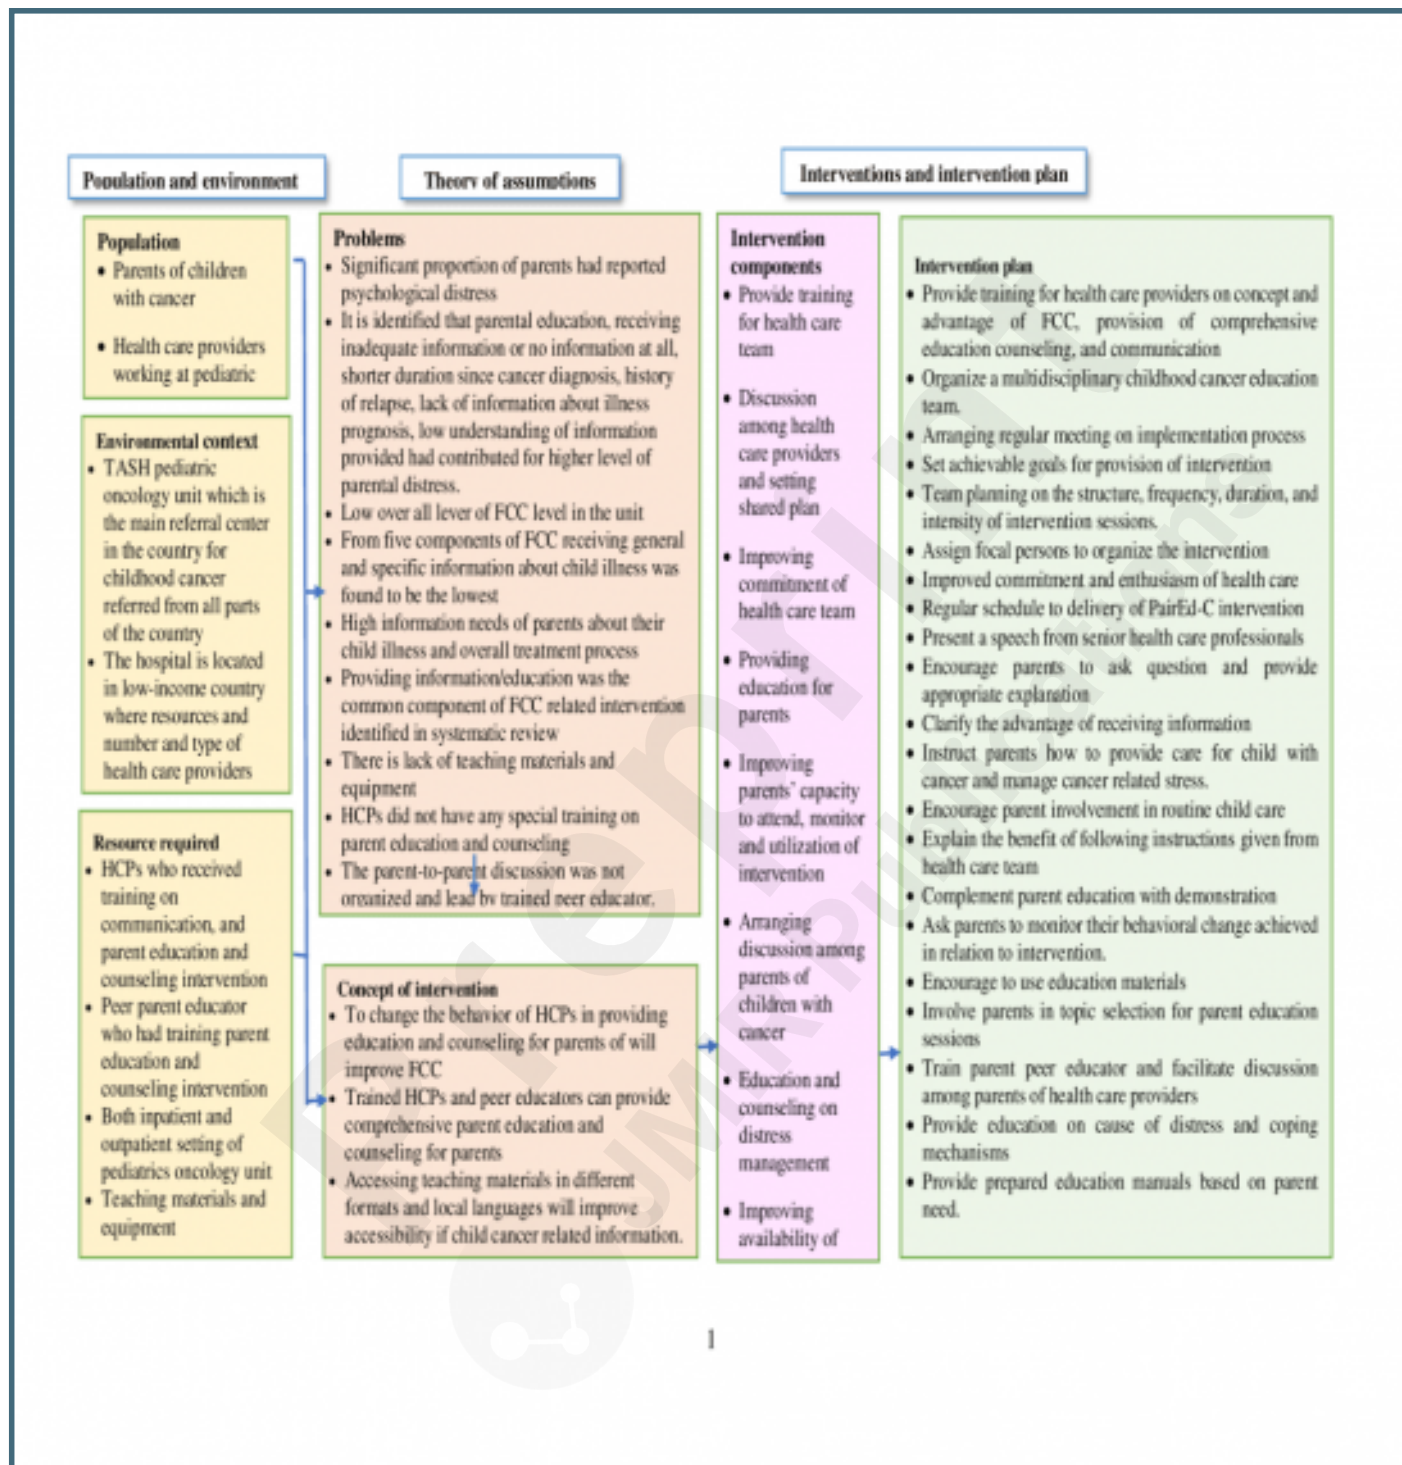 Population and environment
Theory of assumptions
Interventions and intervention plan
Population
• Parents of children
with cancer
• Health care providers
working at pediatric
Environmental context
• TASH pediatric
oncology unit which is
the main referral center
in the country for
childhood cancer
referred from all parts
of the country
• The hospital is located
in low-income country
where resources and
number and type of
health care providers
Resource required
• HCPs who received
training on
communication, and
parent education and
counseling intervention
• Peer parent educator
who had training parent
education and
counseling intervention
• Both inpatient and
outpatient setting of
pediatrics oncology unit
• Teaching materials and
equipment
Problems
• Significant proportion of parents had reported
psychological distress
• It is identified that parental education, receiving
inadequate information or no information at all,
shorter duration since cancer diagnosis, history
of relapse, lack of information about illness
prognosis, low understanding of information
provided had contributed for higher level of
parental distress.
• Low over all lever of FCC level in the unit
• From five components of FCC receiving general
and specific information about child illness was
found to be the lowest
• High information needs of parents about their
child illness and overall treatment process
• Providing information/education was the
common component of FCC related intervention
identified in systematic review
• There is lack of teaching materials and
equipment
• HCPs did not have any special training on
parent education and counseling
• The parent-to-parent discussion was not
organized and lead by trained peer educator.
Concept of intervention
• To change the behavior of HCPs in providing
education and counseling for parents of will
improve FCC
• Trained HCPs and peer educators can provide
comprehensive parent education and
counseling for parents
• Accessing teaching materials in different
formats and local languages will improve
accessibility if child cancer related information.
Intervention
components
• Provide training
for health care
team
• Discussion
among health
care providers
and setting
shared plan
• Improving
commitment of
health care team
• Providing
education for
parents
• Improving
parents' capacity
to attend, monitor
and utilization of
intervention
• Arranging
discussion among
parents of
children with
cancer
• Education and
counseling on
distress
management
• Improving
availability of
Intervention plan
• Provide training for health care providers on concept and
advantage of FCC, provision of comprehensive
education counseling, and communication
• Organize a multidisciplinary childhood cancer education
team.
• Arranging regular meeting on implementation process
• Set achievable goals for provision of intervention
• Team planning on the structure, frequency, duration, and
intensity of intervention sessions.
• Assign focal persons to organize the intervention
• Improved commitment and enthusiasm of health care
• Regular schedule to delivery of PairEd-C intervention
• Present a speech from senior health care professionals
• Encourage parents to ask question and provide
appropriate explanation
• Clarify the advantage of receiving information
• Instruct parents how to provide care for child with
cancer and manage cancer related stress.
• Encourage parent involvement in routine child care
• Explain the benefit of following instructions given from
health care team
• Complement parent education with demonstration
• Ask parents to monitor their behavioral change achieved
in relation to intervention.
• Encourage to use education materials
• Involve parents in topic selection for parent education
sessions
• Train parent peer educator and facilitate discussion
among parents of health care providers
• Provide education on cause of distress and coping
mechanisms
• Provide prepared education manuals based on parent
need.
Preprint
JMIR Publications
1